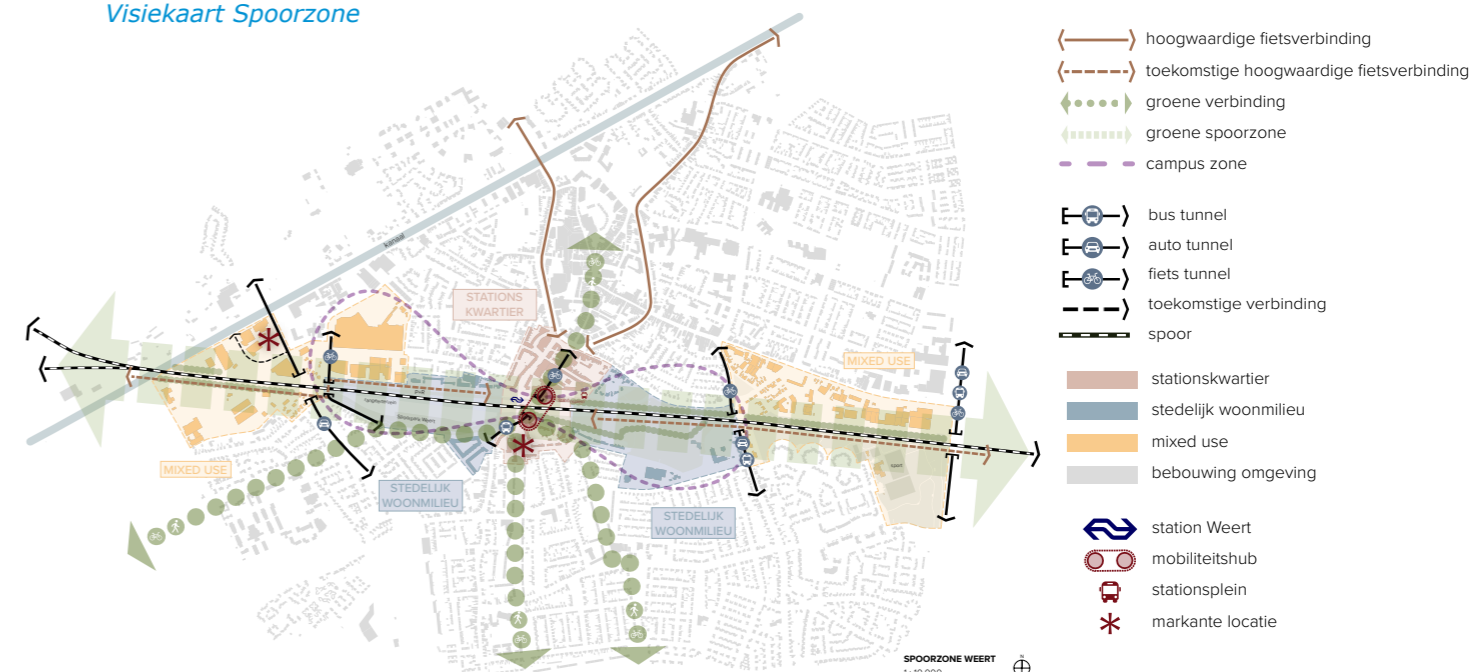 Visiekaart Spoorzone
hoogwaardige fietsverbinding
toekomstige hoogwaardige fietsverbinding
groene verbinding
groene spoorzone
campus zone
bus tunnel
auto tunnel
fiets tunnel
toekomstige verbinding
spoor
stationskwartier
stedelijk woonmilieu
mixed use
bebouwing omgeving
station Weert
mobiliteitshub
stationsplein
markante locatie
kanaal
STATIONS
KWARTIER
MIXED USE
MIXED USE
STEDELIJK
WOONMILIEU
STEDELIJK
WOONMILIEU
sport
SPOORZONE WEERT
N